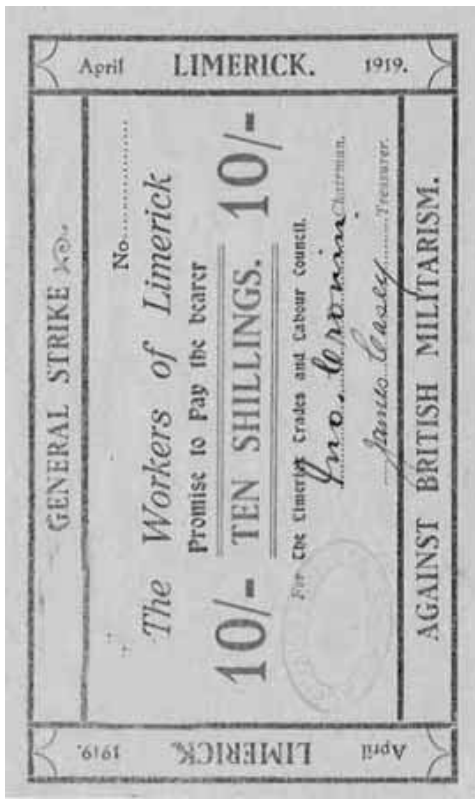 April LIMERICK. 1919.
GENERAL STRIKE
No
The Workers of Limerick
Promise to Pay the bearer
10/- TEN SHILLINGS. 10/-
For The Limerick Trades and Labour Council.
Jno. Cronin Chairman.
James Casey Treasurer.
AGAINST BRITISH MILITARISM.
April LIMERICK. 1919.